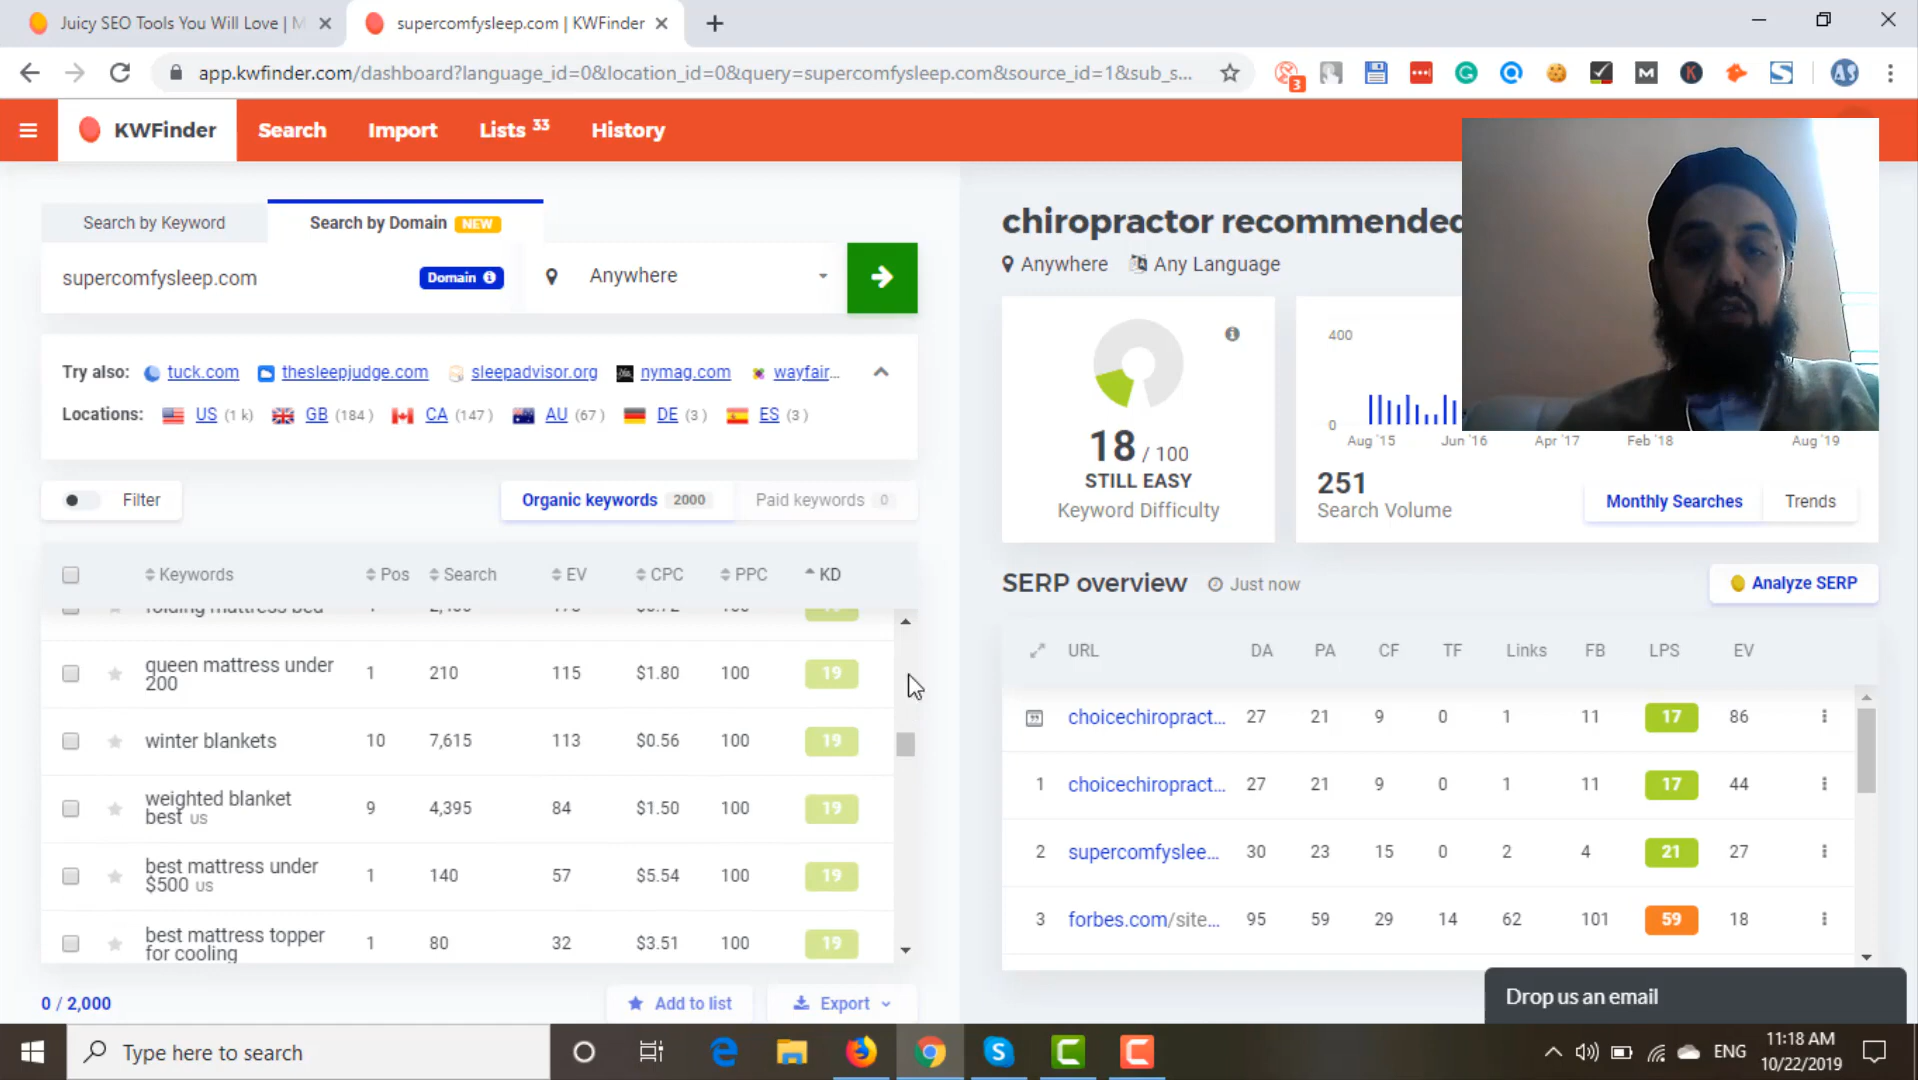 Juicy SEO Tools You Will Love | M
supercomfysleep.com | KWFinder
app.kwfinder.com/dashboard?language_id=0&location_id=0&query=supercomfysleep.com&source_id=1&sub_s...
3
AS
KWFinder
Search
Import
Lists 33
History
Search by Keyword
Search by Domain NEW
supercomfysleep.com
Domain
Anywhere
Try also: tuck.com thesleepjudge.com sleepadvisor.org nymag.com wayfair...
Locations: US (1 k) GB (184) CA (147) AU (67) DE (3) ES (3)
Filter
Organic keywords 2000
Paid keywords 0
Keywords Pos Search EV CPC PPC KD
folding mattress bed
queen mattress under 200 1 210 115 $1.80 100 19
winter blankets 10 7,615 113 $0.56 100 19
weighted blanket best US 9 4,395 84 $1.50 100 19
best mattress under $500 US 1 140 57 $5.54 100 19
best mattress topper for cooling 1 80 32 $3.51 100 19
0 / 2,000
Add to list
Export
chiropractor recommended
Anywhere Any Language
18 / 100
STILL EASY
Keyword Difficulty
400
0
Aug '15 Jun '16 Apr '17 Feb '18 Aug '19
251
Search Volume
Monthly Searches
Trends
SERP overview Just now
Analyze SERP
URL DA PA CF TF Links FB LPS EV
choicechiropract... 27 21 9 0 1 11 17 86
1 choicechiropract... 27 21 9 0 1 11 17 44
2 supercomfyslee... 30 23 15 0 2 4 21 27
3 forbes.com/site... 95 59 29 14 62 101 59 18
Drop us an email
Type here to search
ENG
11:18 AM
10/22/2019